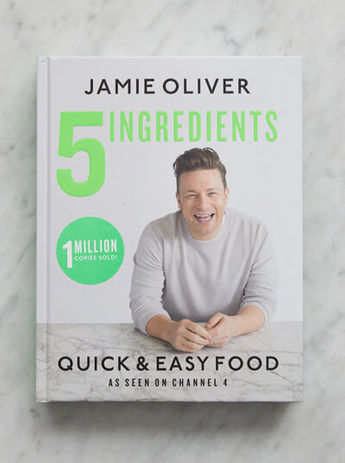 JAMIE OLIVER
5 INGREDIENTS
1 MILLION
COPIES SOLD!
QUICK & EASY FOOD
AS SEEN ON CHANNEL 4